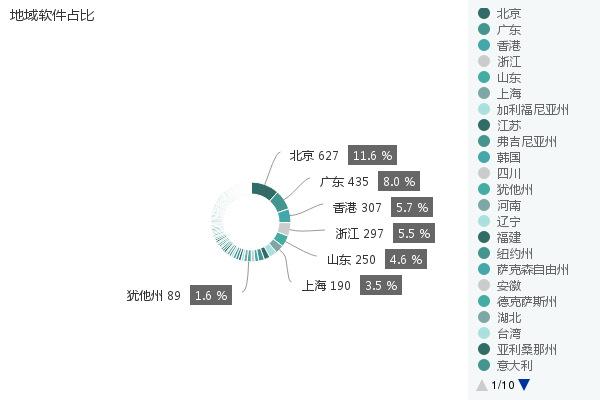 地域软件占比
北京 627 11.6 %
广东 435 8.0 %
香港 307 5.7 %
浙江 297 5.5 %
山东 250 4.6 %
上海 190 3.5 %
犹他州 89 1.6 %
北京
广东
香港
浙江
山东
上海
加利福尼亚州
江苏
弗吉尼亚州
韩国
四川
犹他州
河南
辽宁
福建
纽约州
萨克森自由州
安徽
德克萨斯州
湖北
台湾
亚利桑那州
意大利
1/10